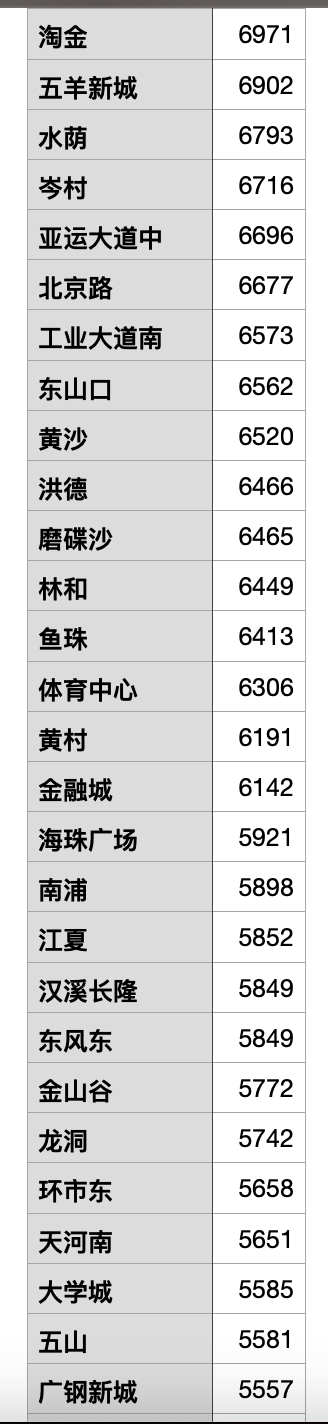 淘金 6971
五羊新城 6902
水荫 6793
岑村 6716
亚运大道中 6696
北京路 6677
工业大道南 6573
东山口 6562
黄沙 6520
洪德 6466
磨碟沙 6465
林和 6449
鱼珠 6413
体育中心 6306
黄村 6191
金融城 6142
海珠广场 5921
南浦 5898
江夏 5852
汉溪长隆 5849
东风东 5849
金山谷 5772
龙洞 5742
环市东 5658
天河南 5651
大学城 5585
五山 5581
广钢新城 5557